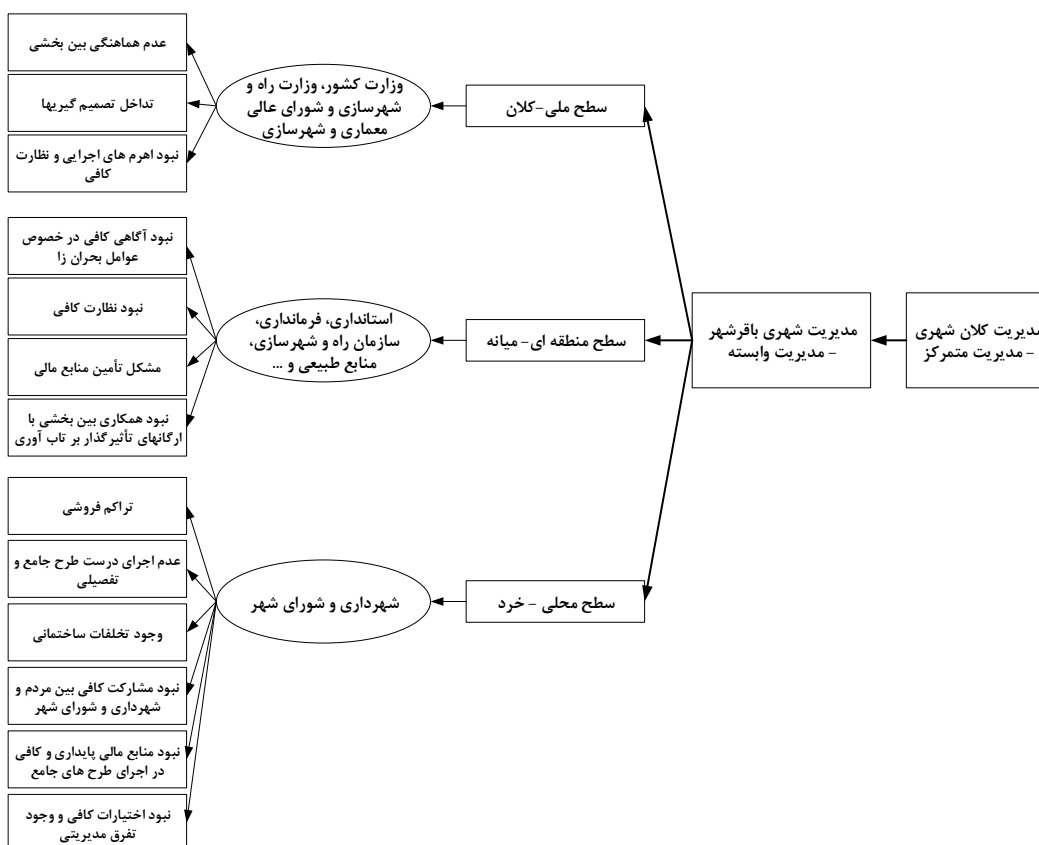 مدیریت کلان شهری
- مدیریت متمرکز
مدیریت شهری باقرشهر
- مدیریت وابسته
سطح ملی-کلان
وزارت کشور، وزارت راه و
شهرسازی و شورای عالی
معماری و شهرسازی
عدم هماهنگی بین بخشی
تداخل تصمیم گیریها
نبود اهرم های اجرایی و نظارت
کافی
سطح منطقه ای- میانه
استانداری، فرمانداری،
سازمان راه و شهرسازی،
منابع طبیعی و ...
نبود آگاهی کافی در خصوص
عوامل بحران زا
نبود نظارت کافی
مشکل تأمین منابع مالی
نبود همکاری بین بخشی با
ارگانهای تأثیرگذار بر تاب آوری
سطح محلی - خرد
شهرداری و شورای شهر
تراکم فروشی
عدم اجرای درست طرح جامع و
تفصیلی
وجود تخلفات ساختمانی
نبود مشارکت کافی بین مردم و
شهرداری و شورای شهر
نبود منابع مالی پایداری و کافی
در اجرای طرح های جامع
نبود اختیارات کافی و وجود
تفرق مدیریتی